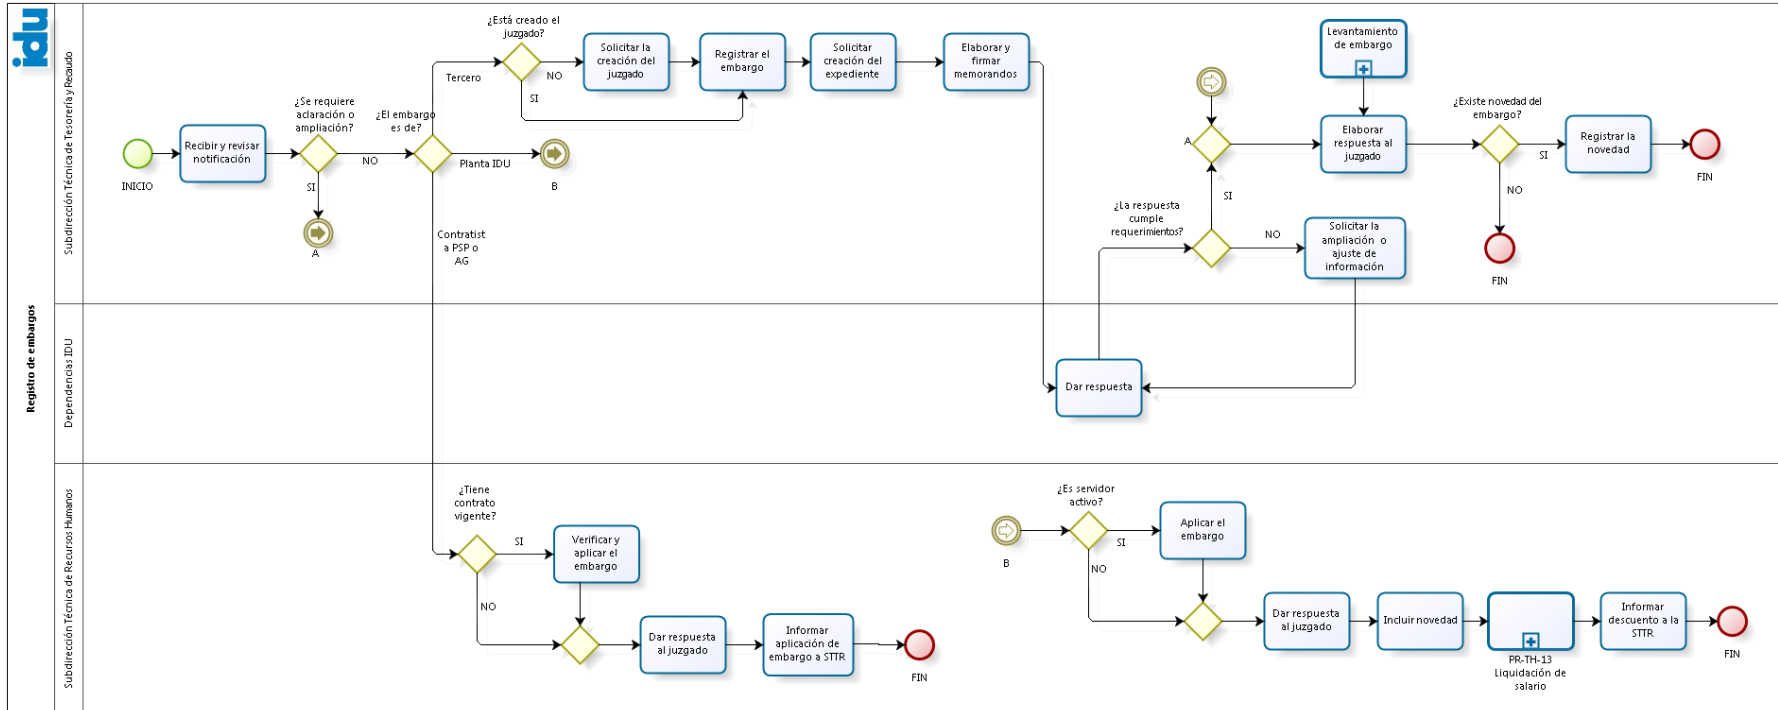 idu
Registro de embargos
Subdirección Técnica de Tesorería y Recaudo
INICIO
Recibir y revisar
notificación
¿Se requiere
aclaración o
ampliación?
SI
A
NO
¿El embargo
es de?
Tercero
Planta IDU
B
Contratist
a PSP o
AG
¿Está creado el
juzgado?
NO
SI
Solicitar la
creación del
juzgado
Registrar el
embargo
Solicitar
creación del
expediente
Elaborar y
firmar
memorandos
Levantamiento
de embargo
A
Elaborar
respuesta al
juzgado
¿Existe novedad del
embargo?
SI
NO
Registrar la
novedad
FIN
FIN
¿La respuesta
cumple
requerimientos?
SI
NO
Solicitar la
ampliación o
ajuste de
información
Dependencias IDU
Dar respuesta
Subdirección Técnica de Recursos Humanos
¿Tiene
contrato
vigente?
SI
NO
Verificar y
aplicar el
embargo
Dar respuesta
al juzgado
Informar
aplicación de
embargo a STTR
FIN
B
¿Es servidor
activo?
SI
NO
Aplicar el
embargo
Dar respuesta
al juzgado
Incluir novedad
PR-TH-13
Liquidación de
salario
Informar
descuento a la
STTR
FIN